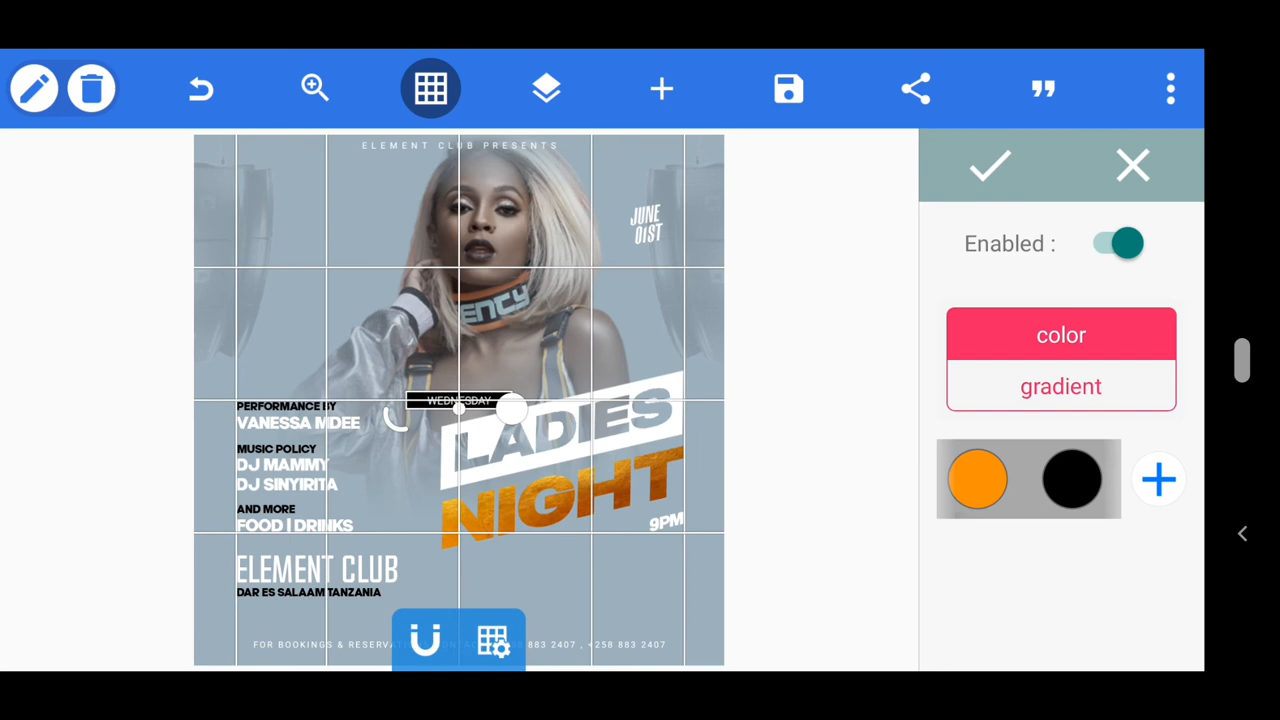 ELEMENT CLUB PRESENTS
JUNE
01ST
ENCY
WEDNESDAY
LADIES
NIGHT
9PM
PERFORMANCE BY
VANESSA MDEE
MUSIC POLICY
DJ MAMMY
DJ SINYIRITA
AND MORE
FOOD | DRINKS
ELEMENT CLUB
DAR ES SALAAM TANZANIA
FOR BOOKINGS & RESERVA 883 2407 , +258 883 2407
Enabled :
color
gradient